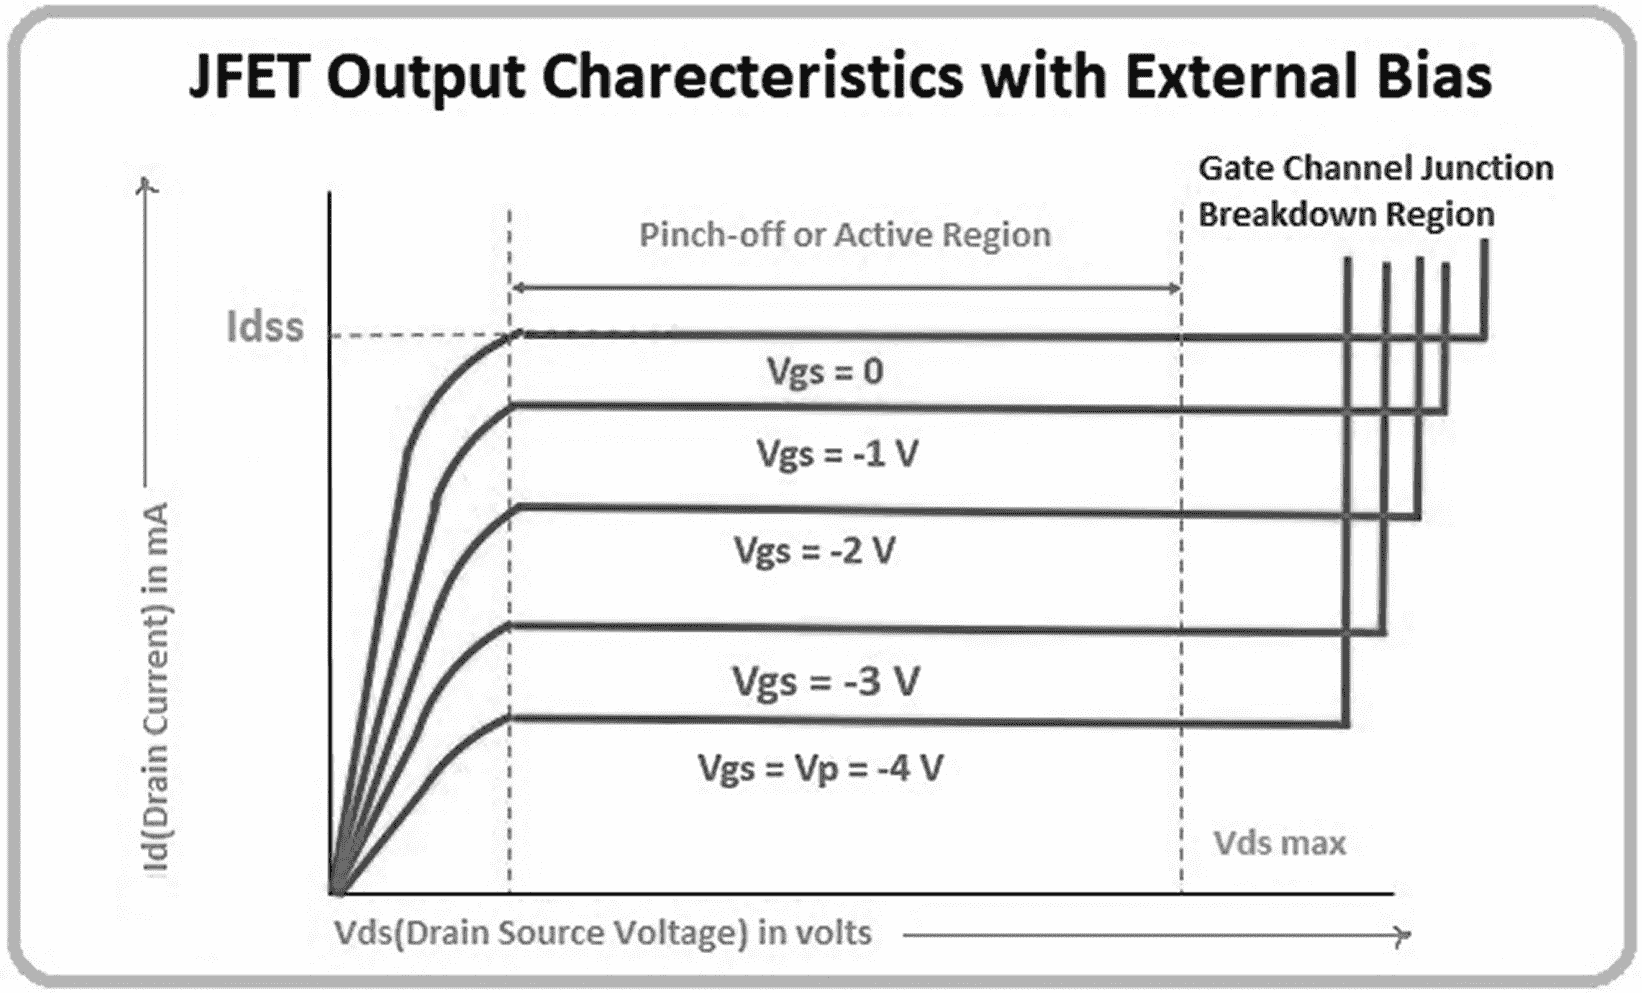 JFET Output Charecteristics with External Bias
Gate Channel Junction
Breakdown Region
Pinch-off or Active Region
Idss
Vgs = 0
Vgs = -1 V
Vgs = -2 V
Vgs = -3 V
Vgs = Vp = -4 V
Vds max
Id(Drain Current) in mA
Vds(Drain Source Voltage) in volts